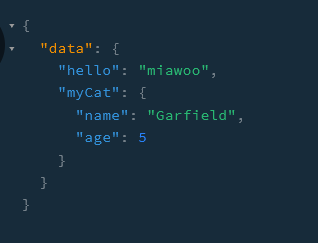 {
"data": {
"hello": "miawoo",
"myCat": {
"name": "Garfield",
"age": 5
}
}
}